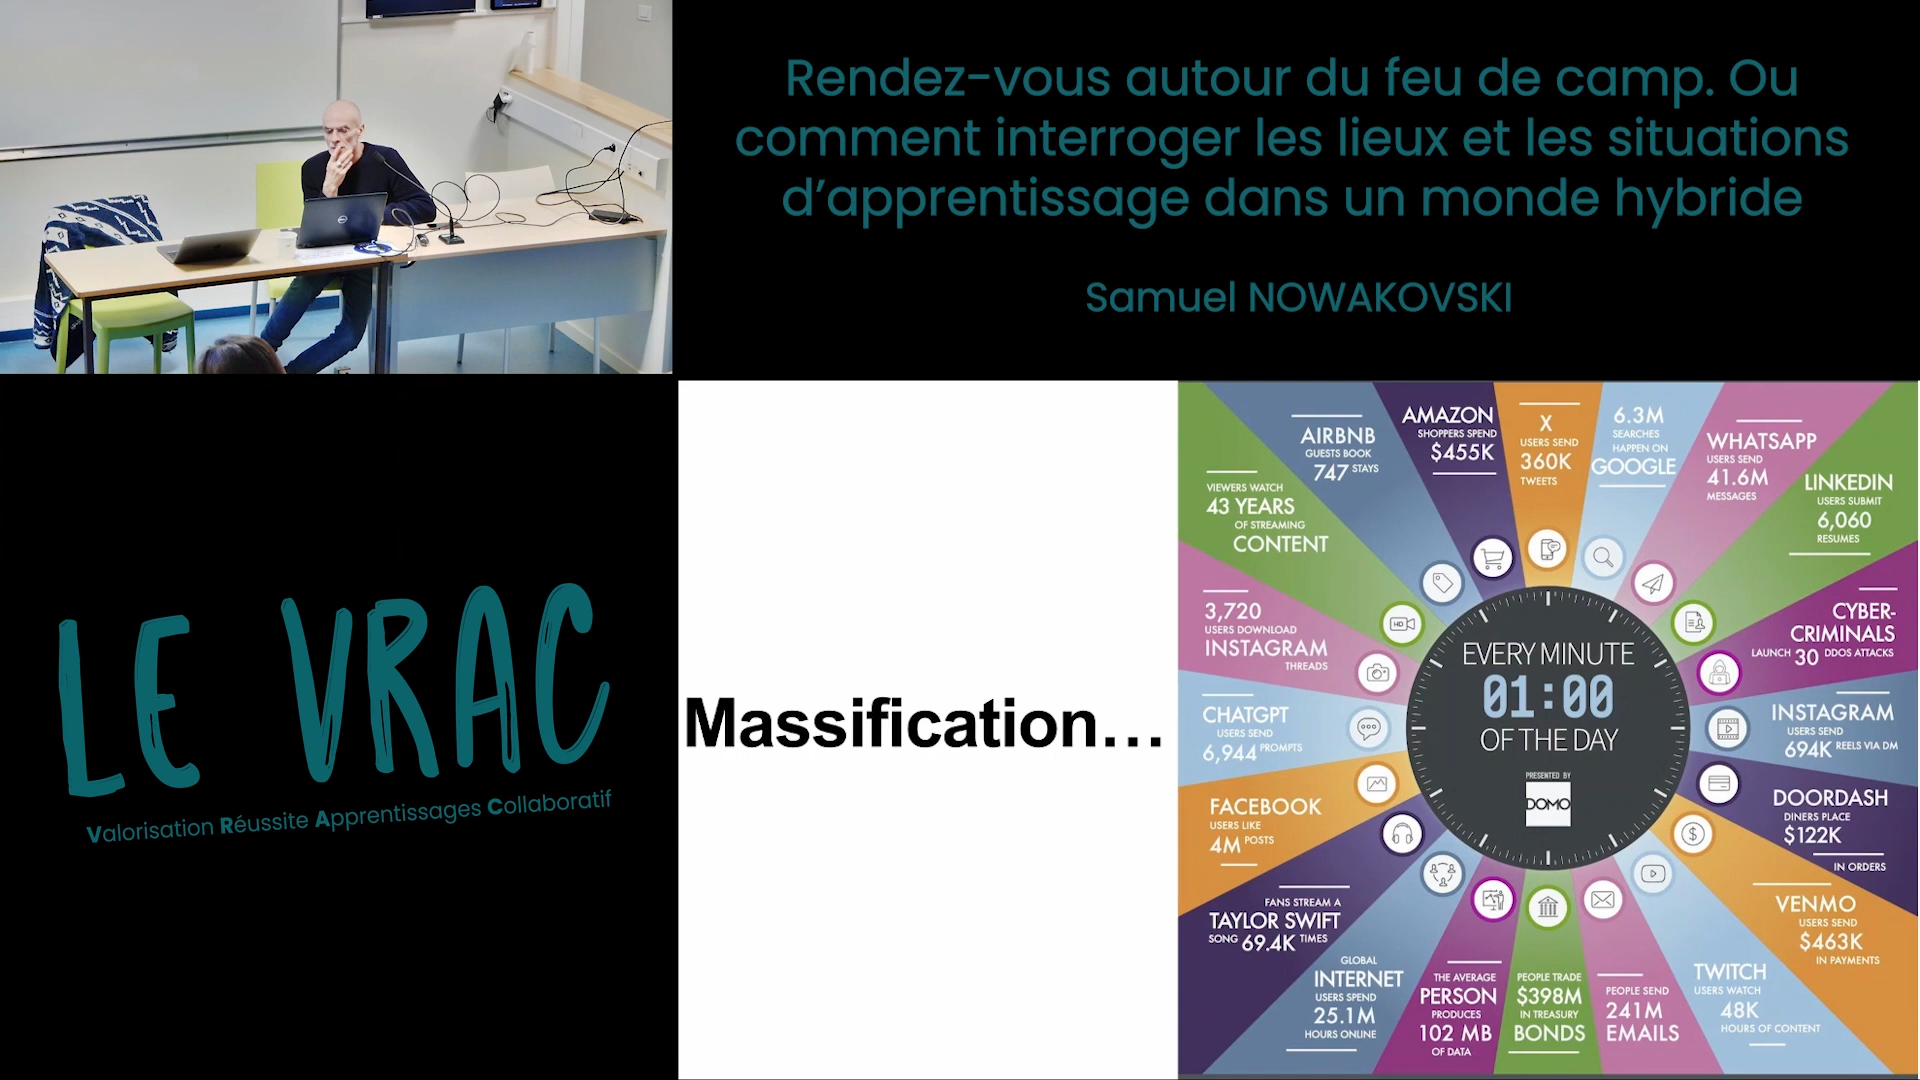 Rendez-vous autour du feu de camp. Ou
comment interroger les lieux et les situations
d’apprentissage dans un monde hybride
Samuel NOWAKOVSKI
LE VRAC
Valorisation Réussite Apprentissages Collaboratif
Massification…
EVERY MINUTE
01:00
OF THE DAY
PRESENTED BY
DOMO
X
USERS SEND
360K
TWEETS
6.3M
SEARCHES
HAPPEN ON
GOOGLE
WHATSAPP
USERS SEND
41.6M
MESSAGES
LINKEDIN
USERS SUBMIT
6,060
RESUMES
CYBER-
CRIMINALS
LAUNCH 30 DDOS ATTACKS
INSTAGRAM
USERS SEND
694K REELS VIA DM
DOORDASH
DINERS PLACE
$122K
IN ORDERS
VENMO
USERS SEND
$463K
IN PAYMENTS
TWITCH
USERS WATCH
48K
HOURS OF CONTENT
PEOPLE SEND
241M
EMAILS
PEOPLE TRADE
$398M
IN TREASURY
BONDS
THE AVERAGE
PERSON
PRODUCES
102 MB
OF DATA
GLOBAL
INTERNET
USERS SPEND
25.1M
HOURS ONLINE
FANS STREAM A
TAYLOR SWIFT
SONG 69.4K TIMES
FACEBOOK
USERS LIKE
4M POSTS
CHATGPT
USERS SEND
6,944 PROMPTS
3,720
USERS DOWNLOAD
INSTAGRAM
THREADS
VIEWERS WATCH
43 YEARS
OF STREAMING
CONTENT
AIRBNB
GUESTS BOOK
747 STAYS
AMAZON
SHOPPERS SPEND
$455K